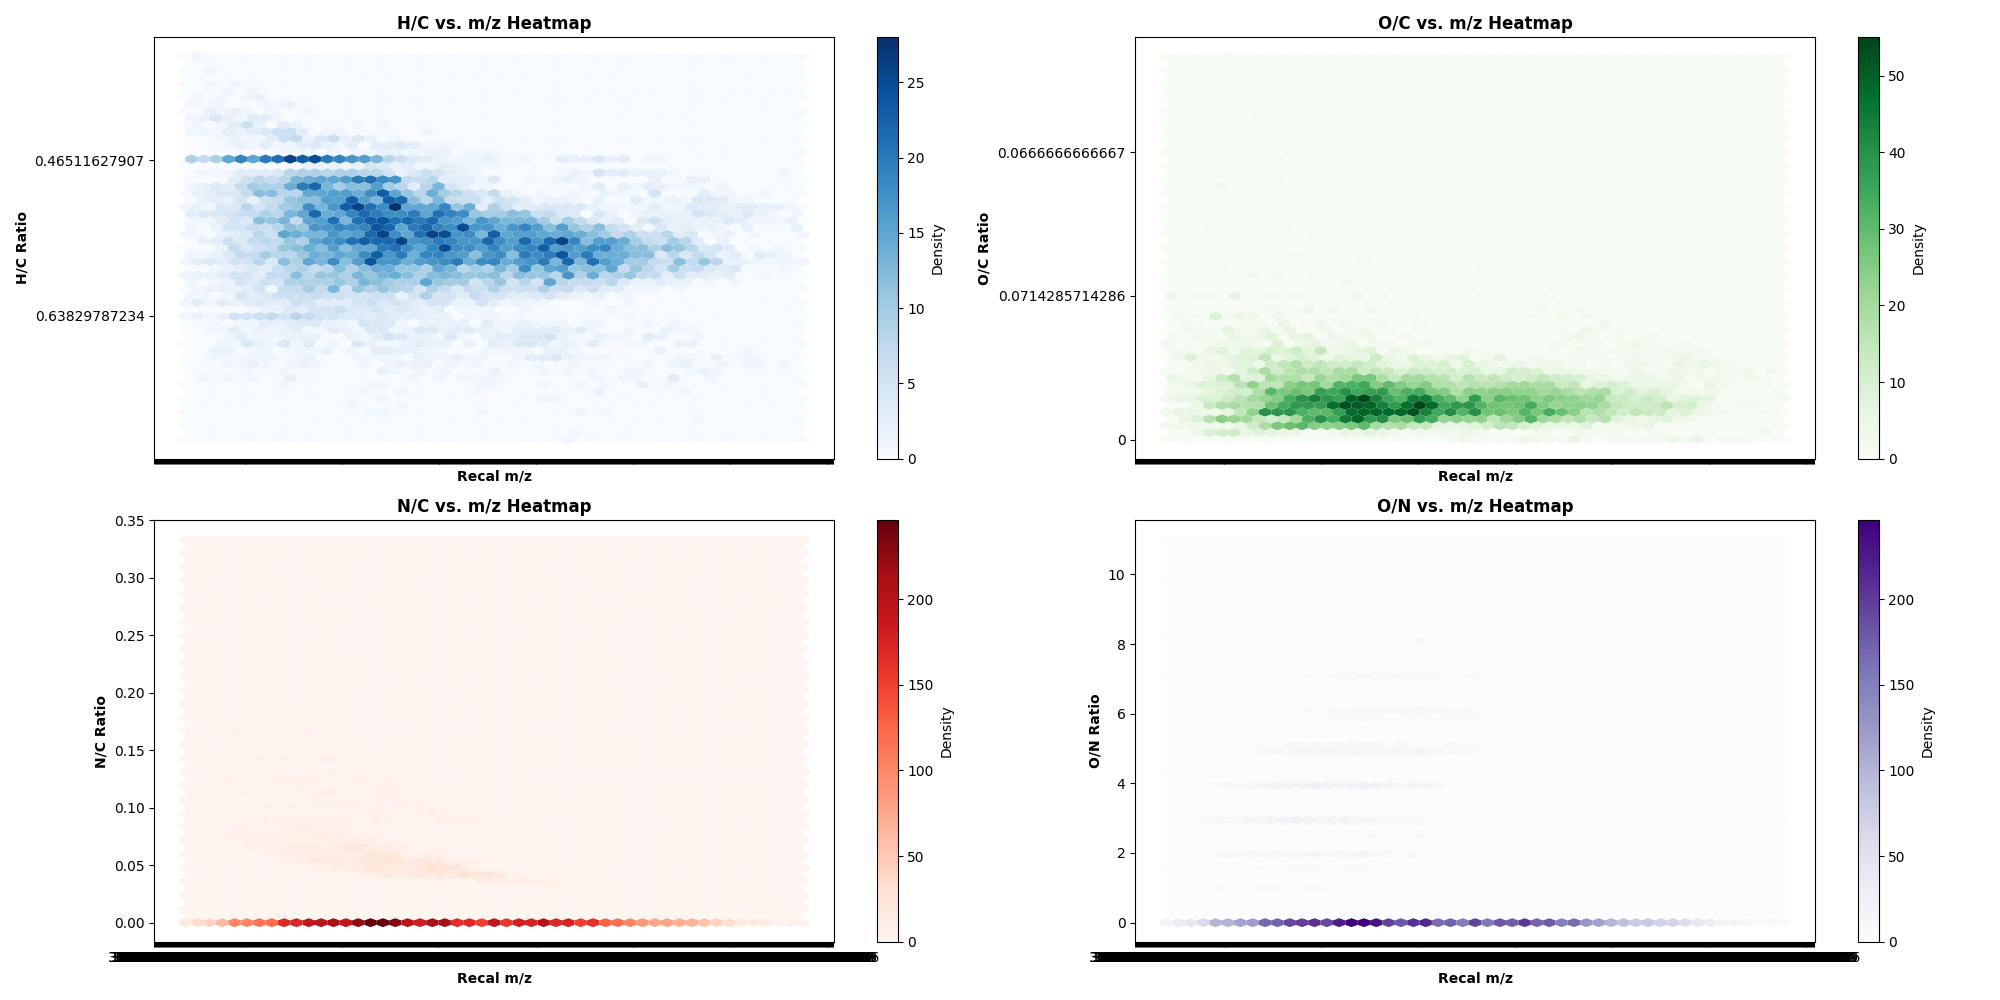 H/C vs. m/z Heatmap
H/C Ratio
0.46511627907
0.63829787234
Recal m/z
25
20
15
10
5
0
Density
O/C vs. m/z Heatmap
O/C Ratio
0.0666666666667
0.0714285714286
0
Recal m/z
50
40
30
20
10
0
Density
N/C vs. m/z Heatmap
N/C Ratio
0.35
0.30
0.25
0.20
0.15
0.10
0.05
0.00
Recal m/z
200
150
100
50
0
Density
O/N vs. m/z Heatmap
O/N Ratio
10
8
6
4
2
0
Recal m/z
200
150
100
50
0
Density